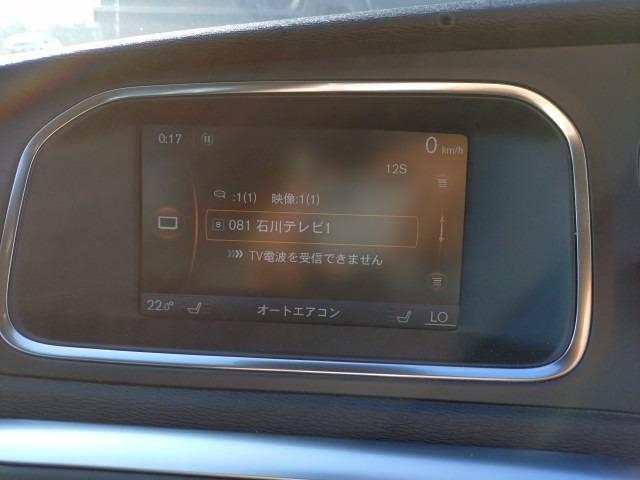 0:17
0 km/h
12S
:1(1) 映像:1(1)
8 081 石川テレビ1
TV電波を受信できません
22.0° オートエアコン LO